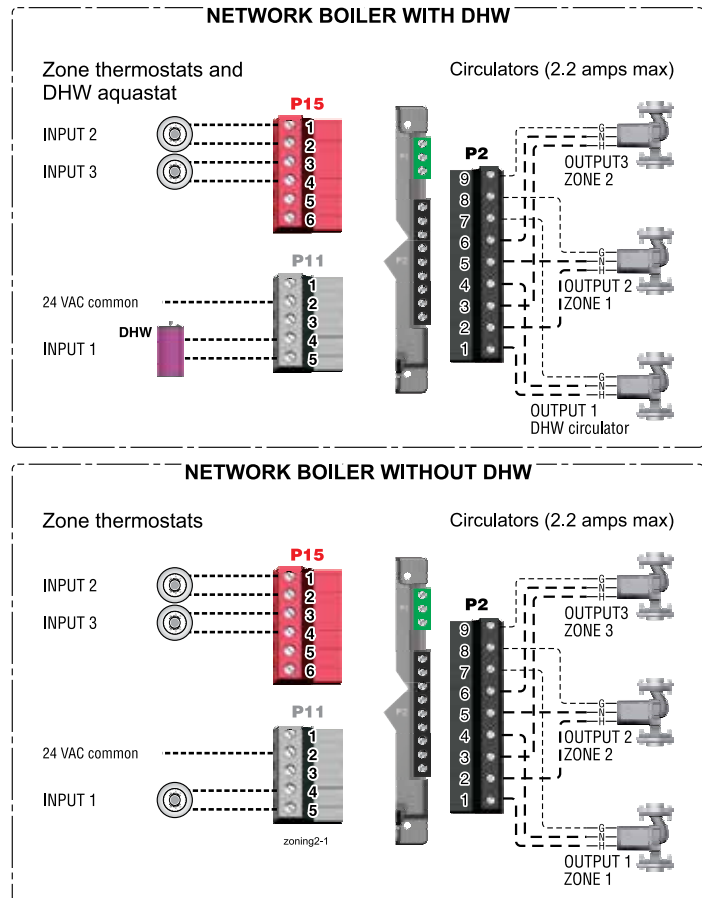 NETWORK BOILER WITH DHW
Zone thermostats and
DHW aquastat
Circulators (2.2 amps max)
P15
INPUT 2
INPUT 3
1
2
3
4
5
6
P11
24 VAC common
DHW
INPUT 1
1
2
3
4
5
P2
9
8
7
6
5
4
3
2
1
G
N
H
OUTPUT3
ZONE 2
G
N
H
OUTPUT 2
ZONE 1
G
N
H
OUTPUT 1
DHW circulator
NETWORK BOILER WITHOUT DHW
Zone thermostats
Circulators (2.2 amps max)
P15
INPUT 2
INPUT 3
1
2
3
4
5
6
P11
24 VAC common
INPUT 1
1
2
3
4
5
zoning2-1
P2
9
8
7
6
5
4
3
2
1
G
N
H
OUTPUT3
ZONE 3
G
N
H
OUTPUT 2
ZONE 2
G
N
H
OUTPUT 1
ZONE 1